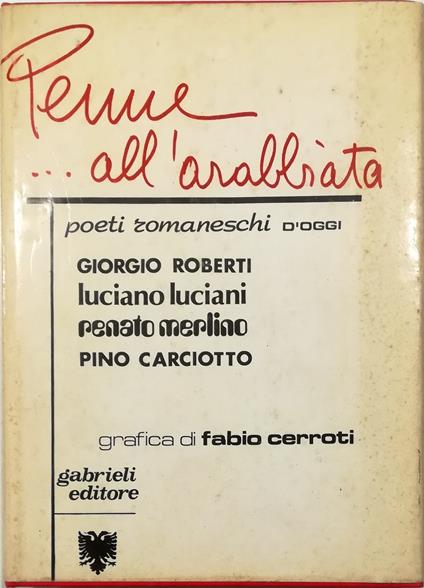 Penne
... all'arabbiata
poeti romaneschi D'OGGI
GIORGIO ROBERTI
luciano luciani
renato merlino
PINO CARCIOTTO
grafica di fabio cerroti
gabrieli
editore